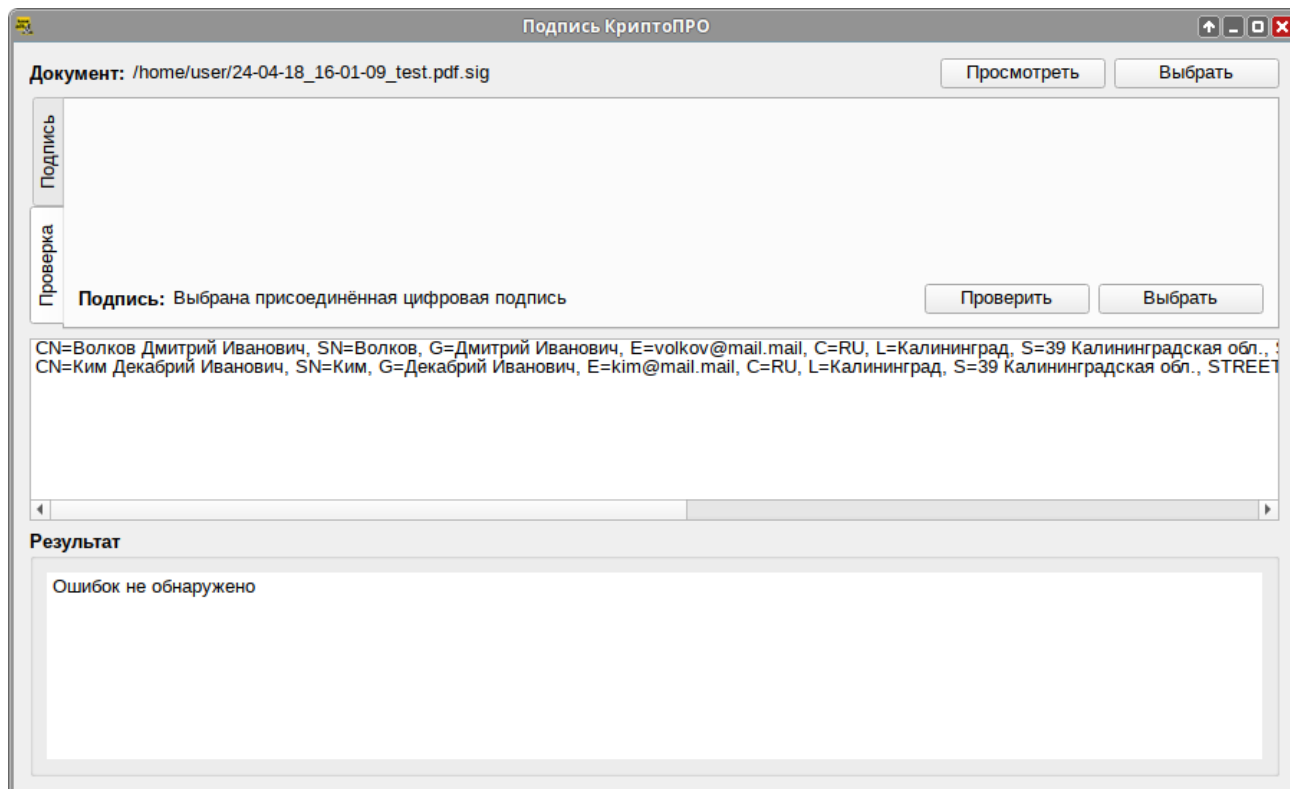 Подпись КриптоПРО
Документ: /home/user/24-04-18_16-01-09_test.pdf.sig Просмотреть Выбрать
Подпись
Проверка
Подпись: Выбрана присоединённая цифровая подпись Проверить Выбрать
CN=Волков Дмитрий Иванович, SN=Волков, G=Дмитрий Иванович, E=volkov@mail.mail, C=RU, L=Калининград, S=39 Калининградская обл.,
CN=Ким Декабрий Иванович, SN=Ким, G=Декабрий Иванович, E=kim@mail.mail, C=RU, L=Калининград, S=39 Калининградская обл., STREET
Результат
Ошибок не обнаружено